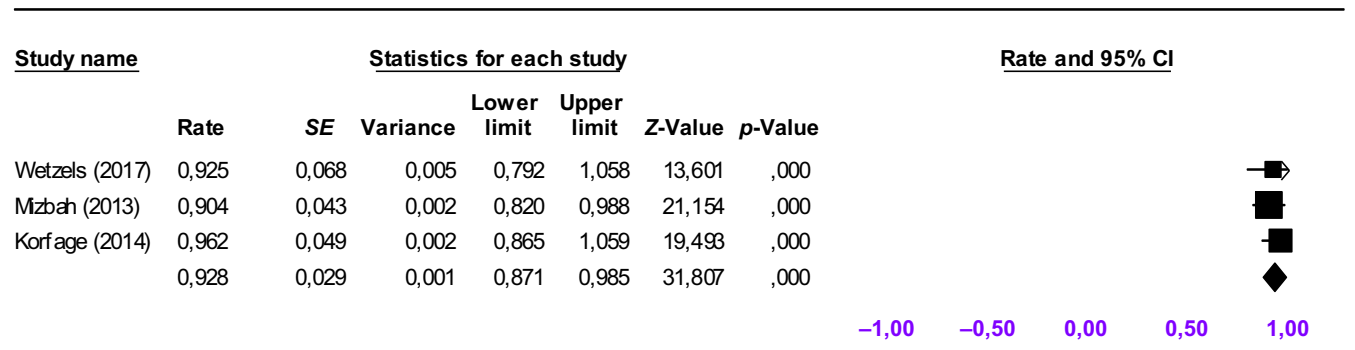 Study name Statistics for each study Rate and 95% CI
Lower Upper
Rate SE Variance limit limit Z-Value p-Value
Wetzels (2017) 0,925 0,068 0,005 0,792 1,058 13,601 ,000
Mizbah (2013) 0,904 0,043 0,002 0,820 0,988 21,154 ,000
Korfage (2014) 0,962 0,049 0,002 0,865 1,059 19,493 ,000
0,928 0,029 0,001 0,871 0,985 31,807 ,000
–1,00 –0,50 0,00 0,50 1,00